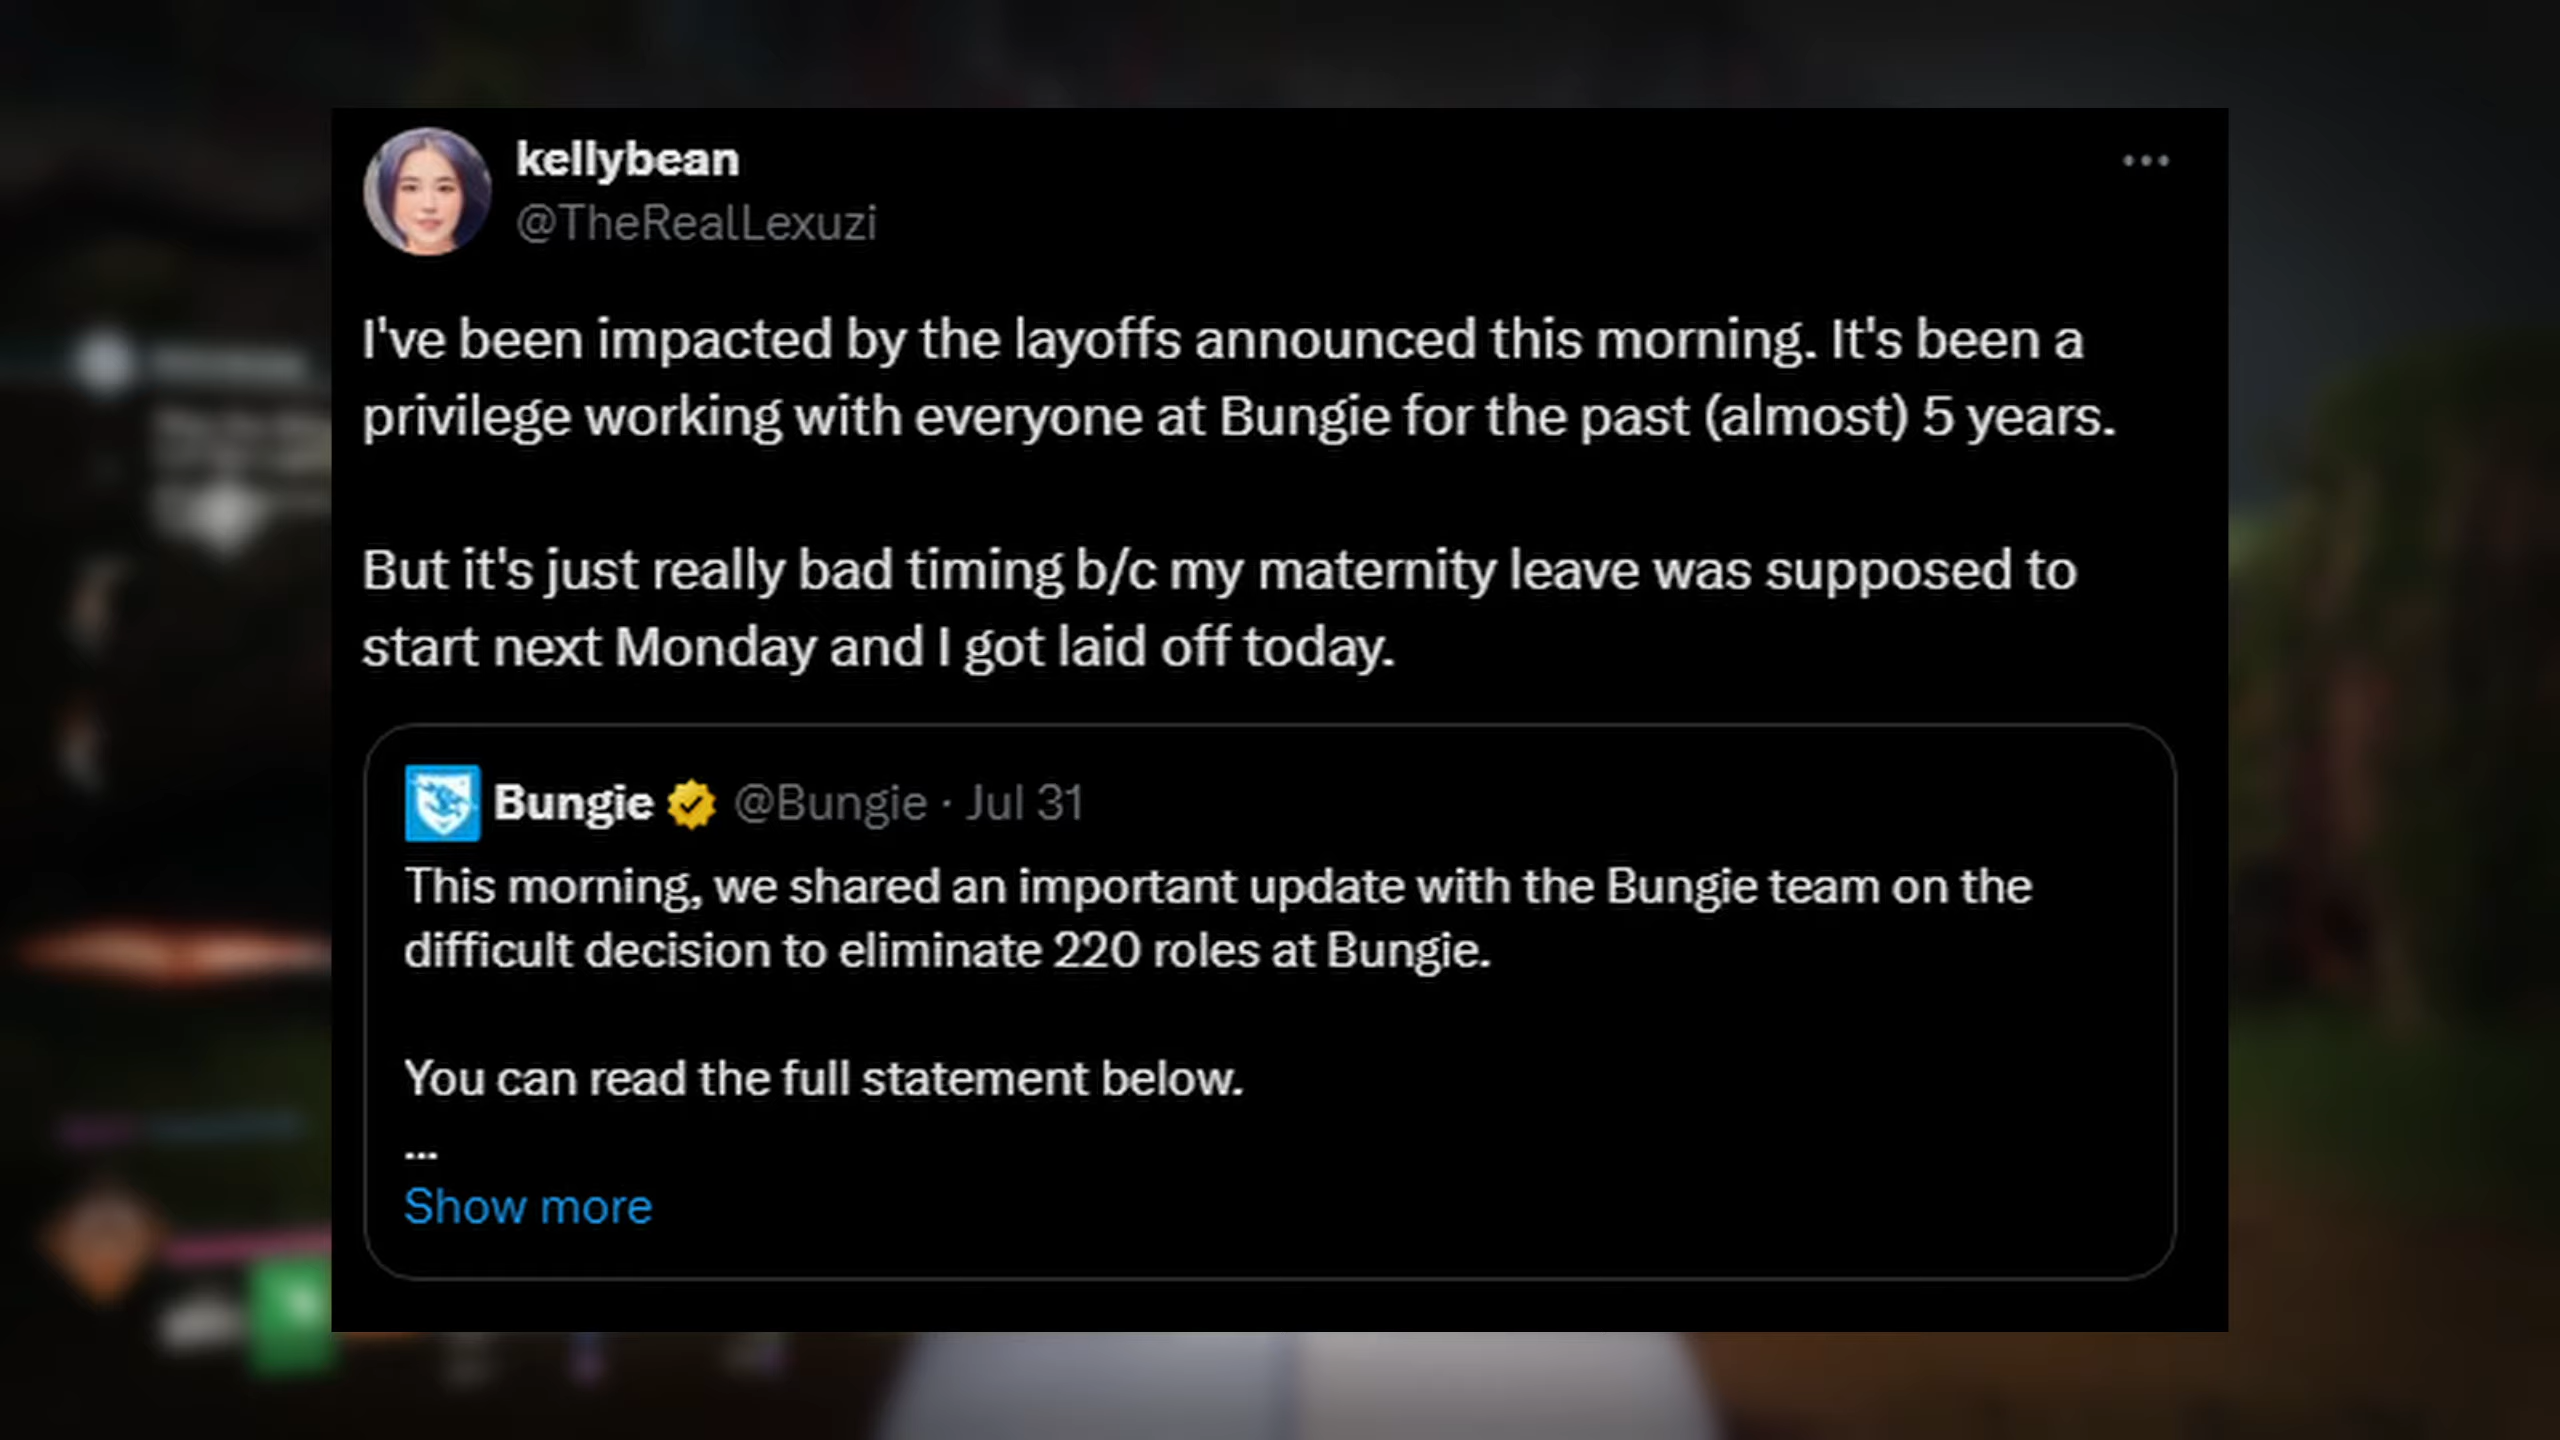 kellybean
@TheRealLexuzi
I've been impacted by the layoffs announced this morning. It's been a
privilege working with everyone at Bungie for the past (almost) 5 years.
But it's just really bad timing b/c my maternity leave was supposed to
start next Monday and I got laid off today.
Bungie @Bungie · Jul 31
This morning, we shared an important update with the Bungie team on the
difficult decision to eliminate 220 roles at Bungie.
You can read the full statement below.
...
Show more